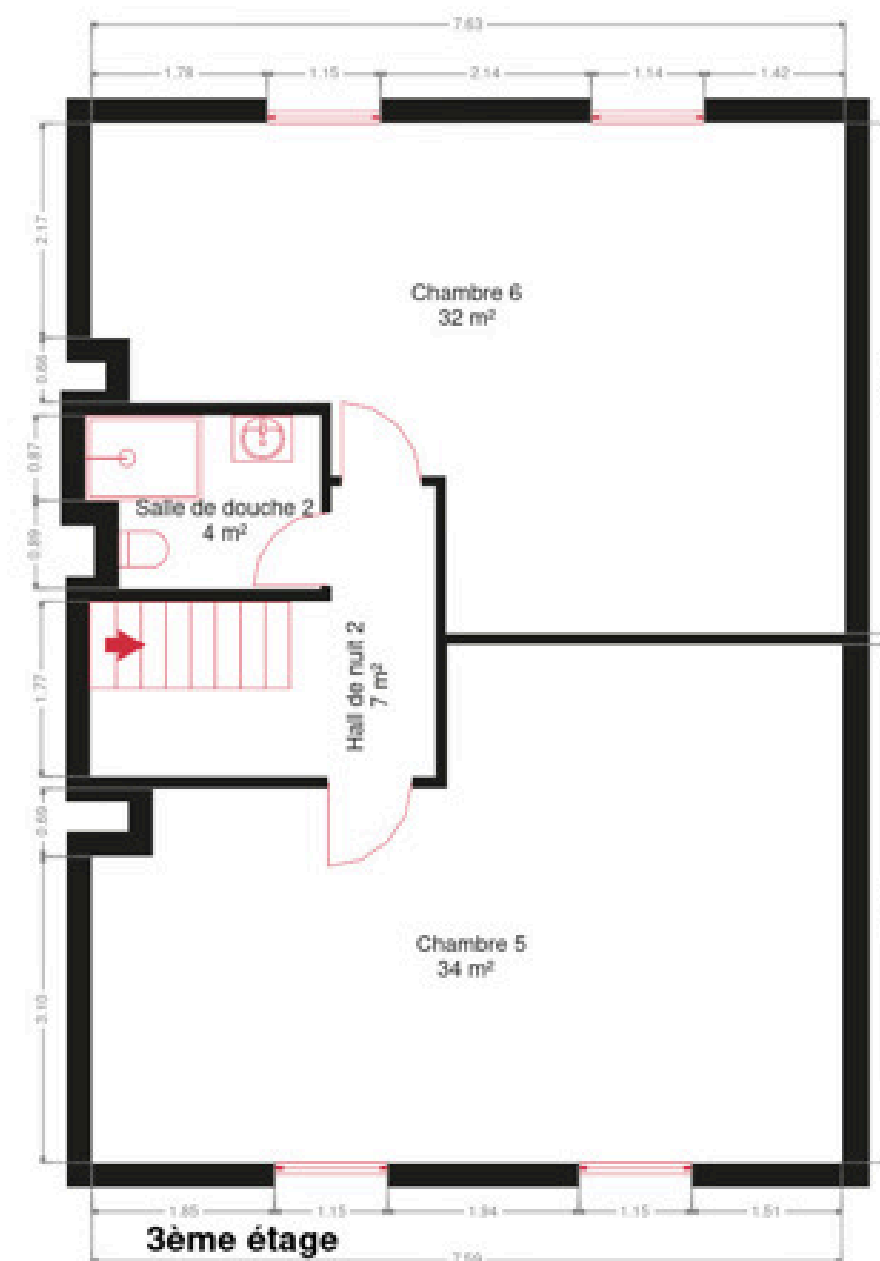 7.63
1.78 1.15 2.14 1.14 1.42
2.17
Chambre 6
32 m²
0.66
0.87
Salle de douche 2
4 m²
0.89
Hall de nuit 2
7 m²
1.77
0.69
Chambre 5
34 m²
3.10
1.85 1.15 1.94 1.15 1.51
3ème étage
7.59